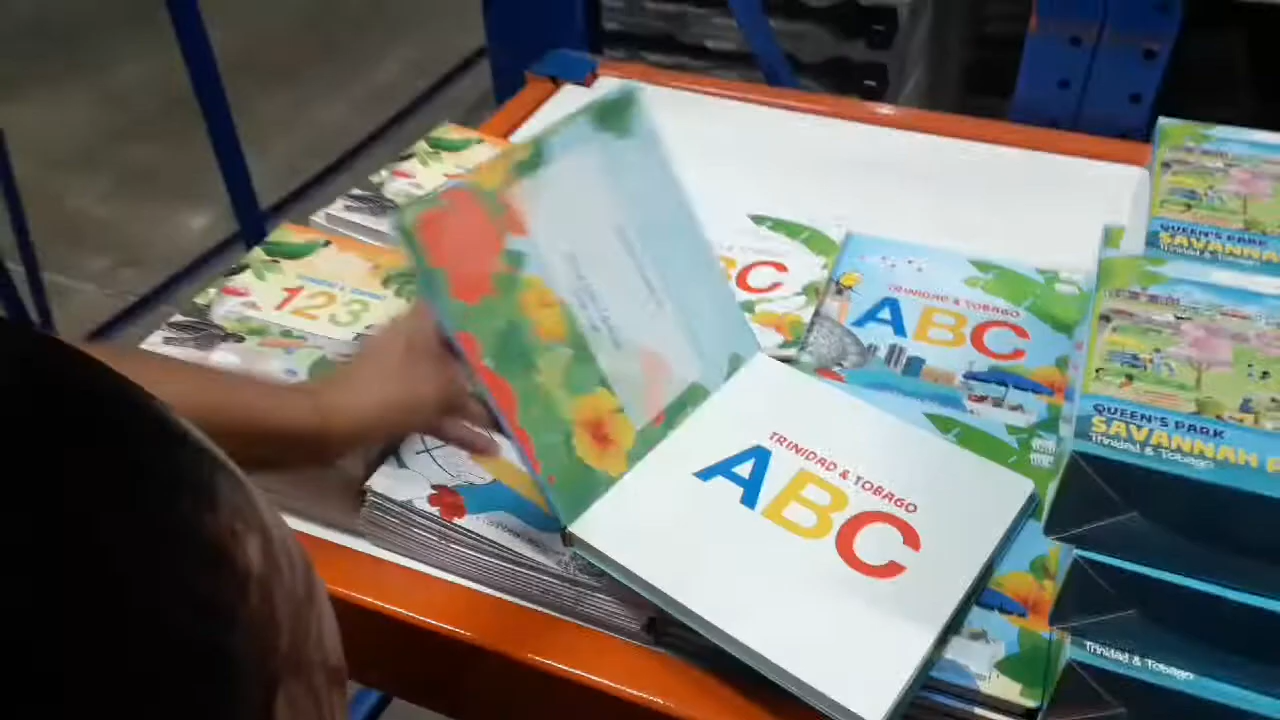 123
BC
TRINIDAD & TOBAGO
ABC
TRINIDAD & TOBAGO
ABC
QUEEN'S PARK
SAVANNAH
Trinidad & Tobago
QUEEN'S PARK
SAVANNAH
Trinidad & Tobago
Trinidad & Tobago